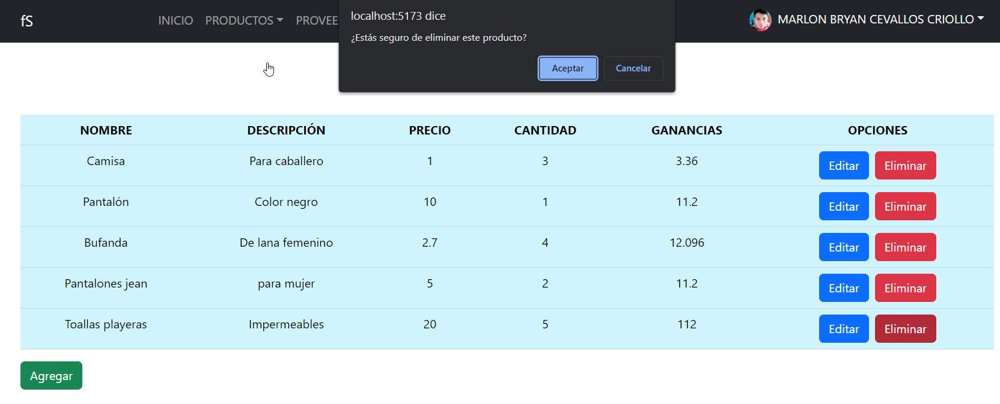 fS INICIO PRODUCTOS PROVEE MARLON BRYAN CEVALLOS CRIOLLO
localhost:5173 dice
¿Estás seguro de eliminar este producto?
Aceptar Cancelar
NOMBRE DESCRIPCIÓN PRECIO CANTIDAD GANANCIAS OPCIONES
Camisa Para caballero 1 3 3.36 Editar Eliminar
Pantalón Color negro 10 1 11.2 Editar Eliminar
Bufanda De lana femenino 2.7 4 12.096 Editar Eliminar
Pantalones jean para mujer 5 2 11.2 Editar Eliminar
Toallas playeras Impermeables 20 5 112 Editar Eliminar
Agregar